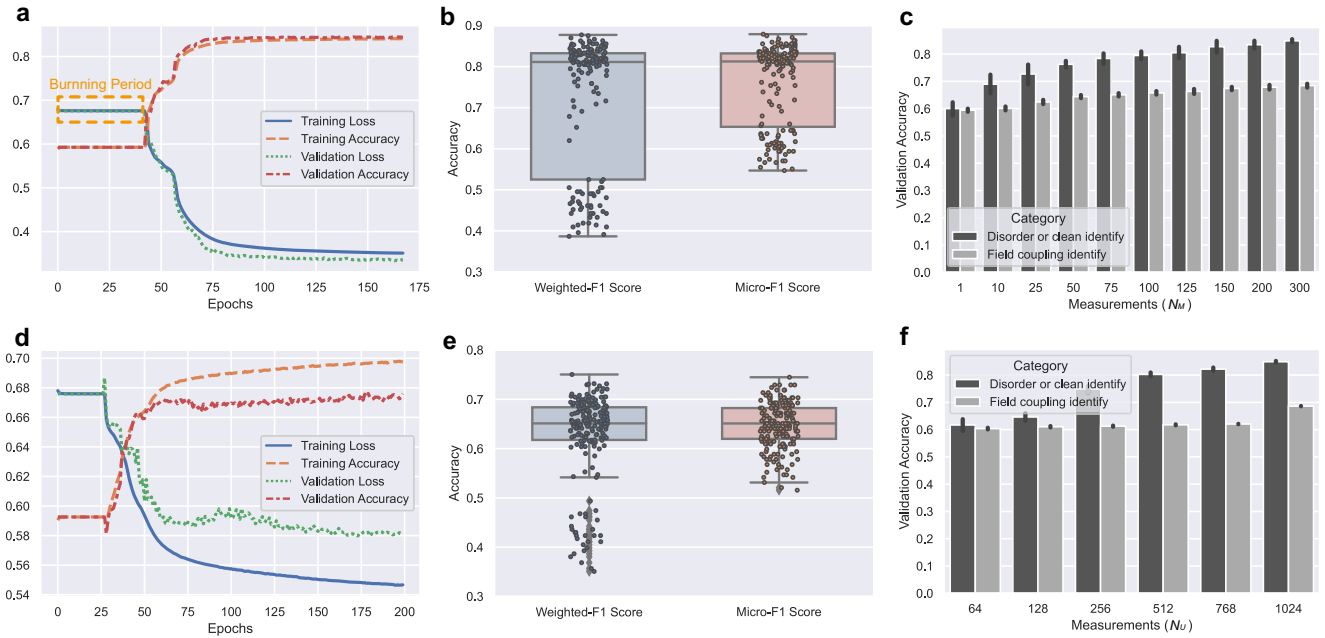 a
0.8
0.7
0.6
0.5
0.4
Burnning Period
Training Loss
Training Accuracy
Validation Loss
Validation Accuracy
0 25 50 75 100 125 150 175
Epochs
b
0.9
0.8
0.7
0.6
0.5
0.4
0.3
Accuracy
Weighted-F1 Score Micro-F1 Score
c
0.8
0.7
0.6
0.5
0.4
0.3
0.2
0.1
0.0
Validation Accuracy
Category
Disorder or clean identify
Field coupling identify
1 10 25 50 75 100 125 150 200 300
Measurements (NM)
d
0.70
0.68
0.66
0.64
0.62
0.60
0.58
0.56
0.54
Training Loss
Training Accuracy
Validation Loss
Validation Accuracy
0 25 50 75 100 125 150 175 200
Epochs
e
0.8
0.7
0.6
0.5
0.4
0.3
Accuracy
Weighted-F1 Score Micro-F1 Score
f
0.8
0.7
0.6
0.5
0.4
0.3
0.2
0.1
0.0
Validation Accuracy
Category
Disorder or clean identify
Field coupling identify
64 128 256 512 768 1024
Measurements (NU)